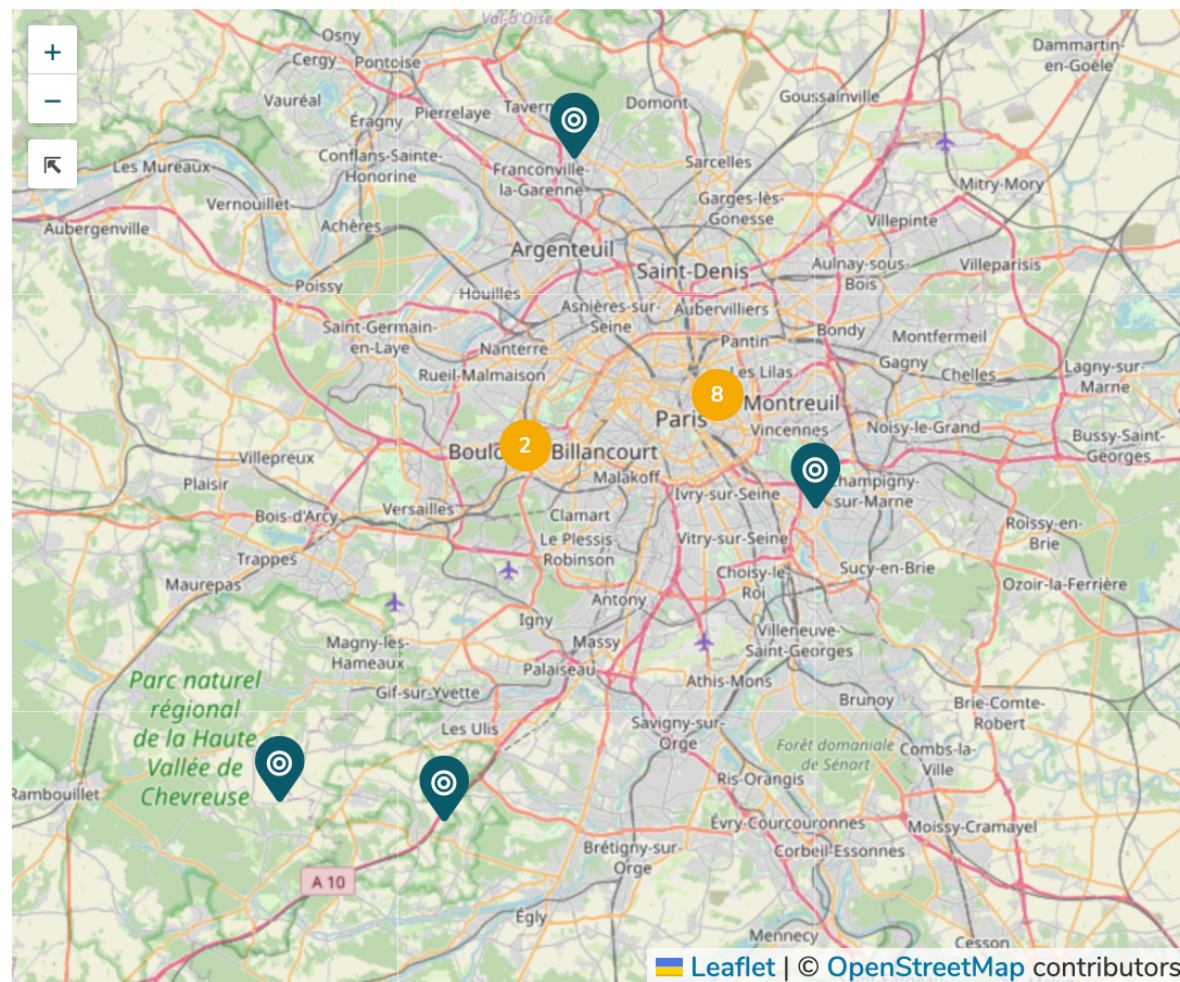 Val-d'Oise
Osny
Dammartin-
en-Goële
+
Cergy Pontoise
Vauréal
Goussainville
−
Pierrelaye
Domont
Éragny
Conflans-Sainte-
Honorine
Les Mureaux
Franconville-
la-Garenne
Sarcelles
Mitry-Mory
Vernouillet
Garges-lès-
Gonesse
Achères
Villepinte
Aubergenville
Argenteuil
Saint-Denis
Aulnay-sous-
Bois
Villeparisis
Poissy
Houilles
Asnières-sur-
Seine
Aubervilliers
Saint-Germain-
en-Laye
Bondy
Montfermeil
Nanterre
Pantin
Gagny
Rueil-Malmaison
Les Lilas
Chelles
Lagny-sur-
Marne
8
Paris
Montreuil
Vincennes
Noisy-le-Grand
Bussy-Saint-
Georges
2
Billancourt
Villepreux
Malakoff
Plaisir
Champigny-
sur-Marne
Ivry-sur-Seine
Versailles
Bois-d'Arcy
Clamart
Roissy-en-
Brie
Le Plessis-
Robinson
Vitry-sur-Seine
Trappes
Maurepas
Choisy-le-
Roi
Sucy-en-Brie
Ozoir-la-Ferrière
Antony
Igny
Magny-les-
Hameaux
Massy
Villeneuve-
Saint-Georges
Palaiseau
Parc naturel
régional
de la Haute
Vallée de
Chevreuse
Gif-sur-Yvette
Athis-Mons
Brunoy
Brie-Comte-
Robert
Les Ulis
Savigny-sur-
Orge
Forêt domaniale
de Sénart
Combs-la-
Ville
Ris-Orangis
Rambouillet
Évry-Courcouronnes
Moissy-Cramayel
Brétigny-sur-
Orge
Corbeil-Essonnes
A 10
Égly
Mennecy
Cesson
Leaflet | © OpenStreetMap contributors